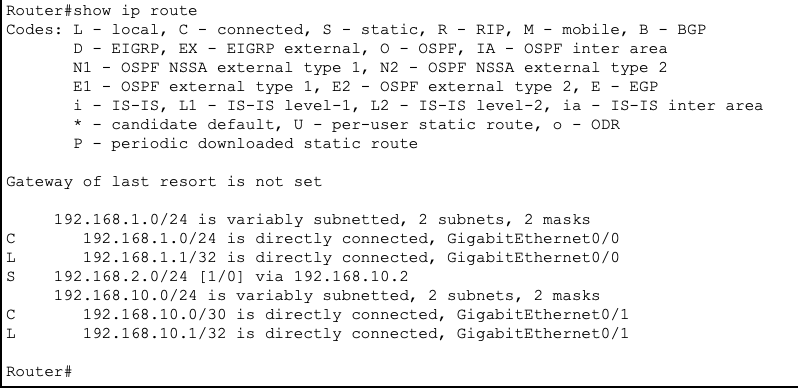 Router#show ip route
Codes: L - local, C - connected, S - static, R - RIP, M - mobile, B - BGP
       D - EIGRP, EX - EIGRP external, O - OSPF, IA - OSPF inter area
       N1 - OSPF NSSA external type 1, N2 - OSPF NSSA external type 2
       E1 - OSPF external type 1, E2 - OSPF external type 2, E - EGP
       i - IS-IS, L1 - IS-IS level-1, L2 - IS-IS level-2, ia - IS-IS inter area
       * - candidate default, U - per-user static route, o - ODR
       P - periodic downloaded static route

Gateway of last resort is not set

     192.168.1.0/24 is variably subnetted, 2 subnets, 2 masks
C       192.168.1.0/24 is directly connected, GigabitEthernet0/0
L       192.168.1.1/32 is directly connected, GigabitEthernet0/0
S    192.168.2.0/24 [1/0] via 192.168.10.2
     192.168.10.0/24 is variably subnetted, 2 subnets, 2 masks
C       192.168.10.0/30 is directly connected, GigabitEthernet0/1
L       192.168.10.1/32 is directly connected, GigabitEthernet0/1

Router#